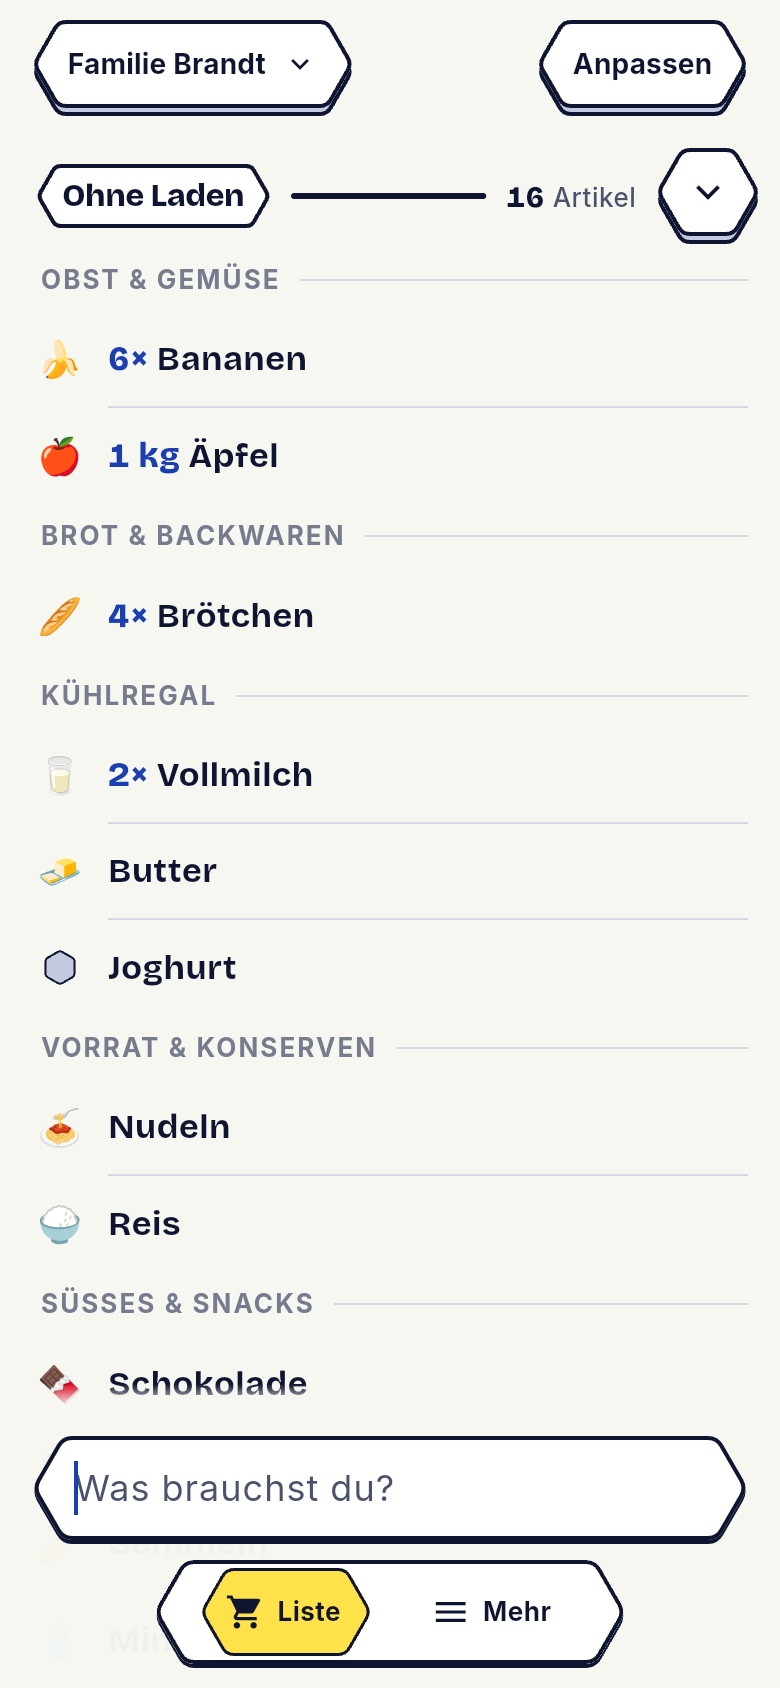 Familie Brandt
Anpassen
Ohne Laden
16 Artikel
OBST & GEMÜSE
6× Bananen
1 kg Äpfel
BROT & BACKWAREN
4× Brötchen
KÜHLREGAL
2× Vollmilch
Butter
Joghurt
VORRAT & KONSERVEN
Nudeln
Reis
SÜSSES & SNACKS
Schokolade
Was brauchst du?
Liste
Mehr